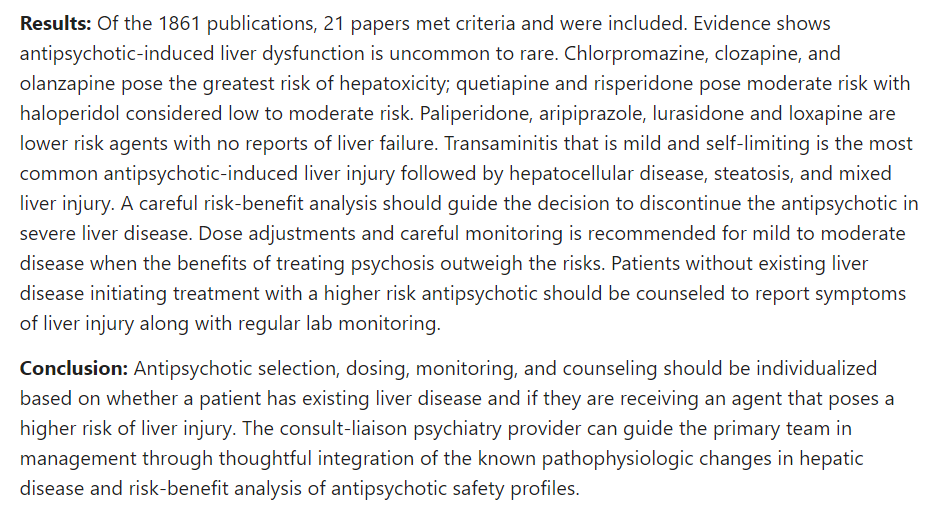 Results: Of the 1861 publications, 21 papers met criteria and were included. Evidence shows
antipsychotic-induced liver dysfunction is uncommon to rare. Chlorpromazine, clozapine, and
olanzapine pose the greatest risk of hepatoxicity; quetiapine and risperidone pose moderate risk with
haloperidol considered low to moderate risk. Paliperidone, aripiprazole, lurasidone and loxapine are
lower risk agents with no reports of liver failure. Transaminitis that is mild and self-limiting is the most
common antipsychotic-induced liver injury followed by hepatocellular disease, steatosis, and mixed
liver injury. A careful risk-benefit analysis should guide the decision to discontinue the antipsychotic in
severe liver disease. Dose adjustments and careful monitoring is recommended for mild to moderate
disease when the benefits of treating psychosis outweigh the risks. Patients without existing liver
disease initiating treatment with a higher risk antipsychotic should be counseled to report symptoms
of liver injury along with regular lab monitoring.
Conclusion: Antipsychotic selection, dosing, monitoring, and counseling should be individualized
based on whether a patient has existing liver disease and if they are receiving an agent that poses a
higher risk of liver injury. The consult-liaison psychiatry provider can guide the primary team in
management through thoughtful integration of the known pathophysiologic changes in hepatic
disease and risk-benefit analysis of antipsychotic safety profiles.